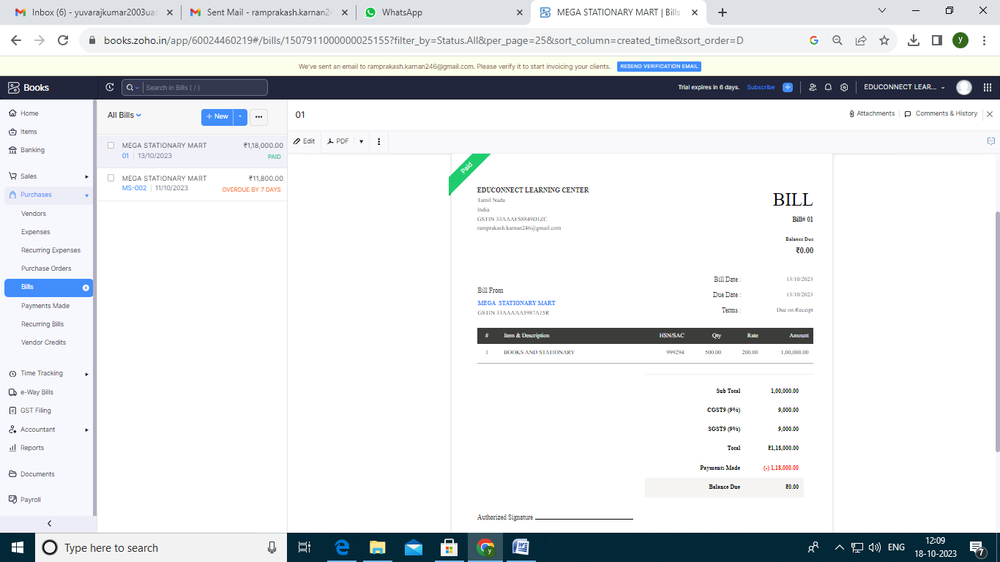 Inbox (6) - yuvarajkumar2003ua
Sent Mail - ramprakash.karnan2
WhatsApp
MEGA STATIONARY MART | Bills
books.zoho.in/app/60024460219#/bills/1507911000000025155?filter_by=Status.All&per_page=25&sort_column=created_time&sort_order=D
y
We've sent an email to ramprakash.karnan246@gmail.com. Please verify it to start invoicing your clients. RESEND VERIFICATION EMAIL
Books
Search in Bills ( / )
Trial expires in 6 days. Subscribe
EDUCONNECT LEAR...
Home
Items
Banking
Sales
Purchases
Vendors
Expenses
Recurring Expenses
Purchase Orders
Bills
Payments Made
Recurring Bills
Vendor Credits
Time Tracking
e-Way Bills
GST Filing
Accountant
Reports
Documents
Payroll
All Bills
+ New
MEGA STATIONARY MART ₹1,18,000.00
01 | 13/10/2023 PAID
MEGA STATIONARY MART ₹11,800.00
MS-002 | 11/10/2023 OVERDUE BY 7 DAYS
01
Attachments
Comments & History
Edit
PDF
Paid
EDUCONNECT LEARNING CENTER
Tamil Nadu
India
GSTIN 33AAAFS8849D1ZC
ramprakash.karnan246@gmail.com
BILL
Bill# 01
Balance Due
₹0.00
Bill Date : 13/10/2023
Due Date : 13/10/2023
Terms : Due on Receipt
Bill From
MEGA STATIONARY MART
GSTIN 33AAAAA5987A15R
# Item & Description HSN/SAC Qty Rate Amount
1 BOOKS AND STATIONARY 999294 500.00 200.00 1,00,000.00
Sub Total 1,00,000.00
CGST9 (9%) 9,000.00
SGST9 (9%) 9,000.00
Total ₹1,18,000.00
Payments Made (-) 1,18,000.00
Balance Due ₹0.00
Authorized Signature
Type here to search
ENG
12:09
18-10-2023
7